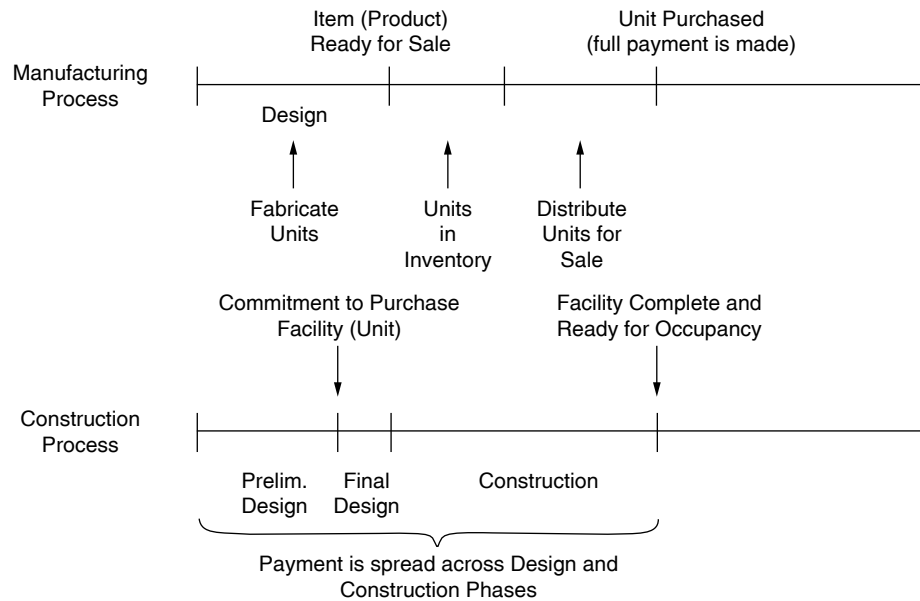 Item (Product)
Ready for Sale
Unit Purchased
(full payment is made)
Manufacturing
Process
Design
Fabricate
Units
Units
in
Inventory
Distribute
Units for
Sale
Commitment to Purchase
Facility (Unit)
Facility Complete and
Ready for Occupancy
Construction
Process
Prelim.
Design
Final
Design
Construction
Payment is spread across Design and
Construction Phases